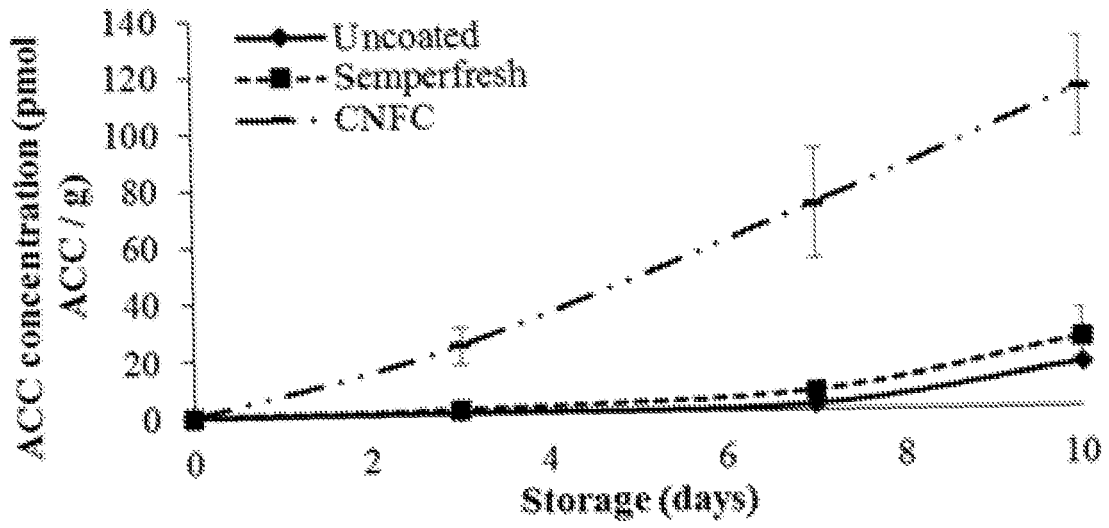 ACC concentration (pmol
ACC / g)
140
120
100
80
60
40
20
0
Uncoated
Semperfresh
CNFC
0 2 4 6 8 10
Storage (days)